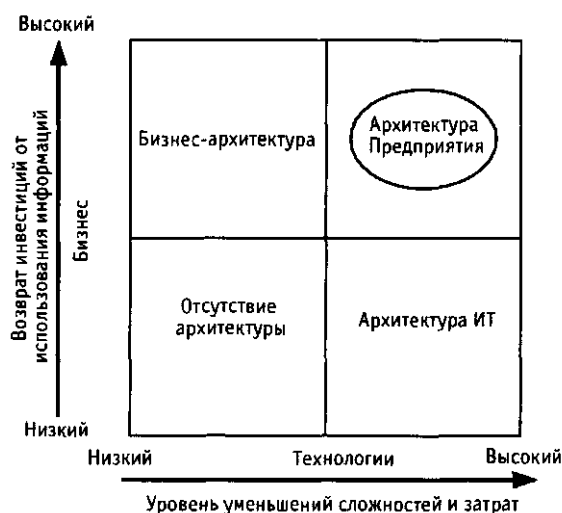 Высокий
Возврат инвестиций от
использования информаций
Бизнес
Бизнес-архитектура
Архитектура
Предприятия
Отсутствие
архитектуры
Архитектура ИТ
Низкий
Низкий
Технологии
Высокий
Уровень уменьшений сложностей и затрат